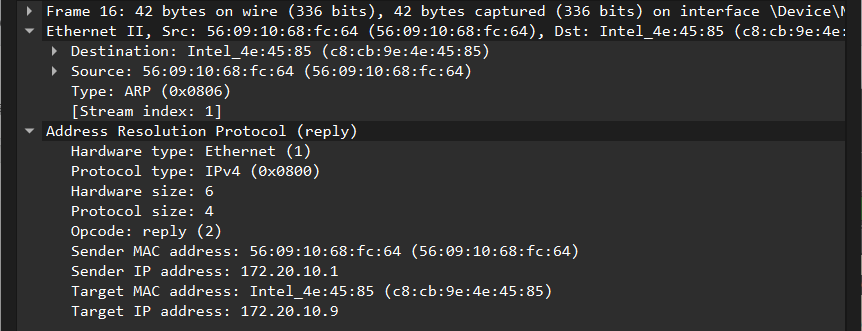 Frame 16: 42 bytes on wire (336 bits), 42 bytes captured (336 bits) on interface \Device\
Ethernet II, Src: 56:09:10:68:fc:64 (56:09:10:68:fc:64), Dst: Intel_4e:45:85 (c8:cb:9e:4e:
Destination: Intel_4e:45:85 (c8:cb:9e:4e:45:85)
Source: 56:09:10:68:fc:64 (56:09:10:68:fc:64)
Type: ARP (0x0806)
[Stream index: 1]
Address Resolution Protocol (reply)
Hardware type: Ethernet (1)
Protocol type: IPv4 (0x0800)
Hardware size: 6
Protocol size: 4
Opcode: reply (2)
Sender MAC address: 56:09:10:68:fc:64 (56:09:10:68:fc:64)
Sender IP address: 172.20.10.1
Target MAC address: Intel_4e:45:85 (c8:cb:9e:4e:45:85)
Target IP address: 172.20.10.9